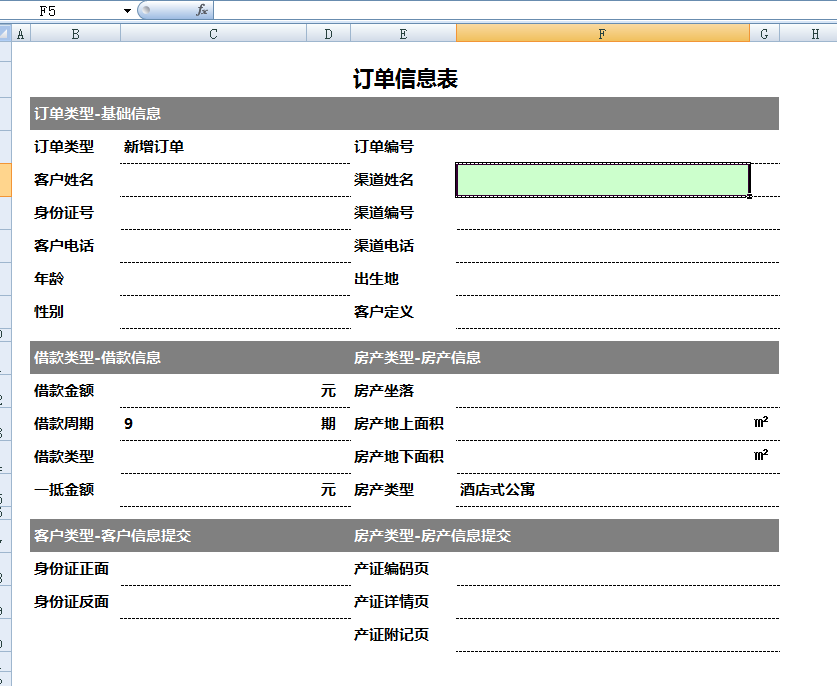 F5 fx
A B C D E F G H
订单信息表
订单类型-基础信息
订单类型 新增订单 订单编号
客户姓名 渠道姓名
身份证号 渠道编号
客户电话 渠道电话
年龄 出生地
性别 客户定义
借款类型-借款信息 房产类型-房产信息
借款金额 元 房产坐落
借款周期 9 期 房产地上面积 m²
借款类型 房产地下面积 m²
一抵金额 元 房产类型 酒店式公寓
客户类型-客户信息提交 房产类型-房产信息提交
身份证正面 产证编码页
身份证反面 产证详情页
产证附记页